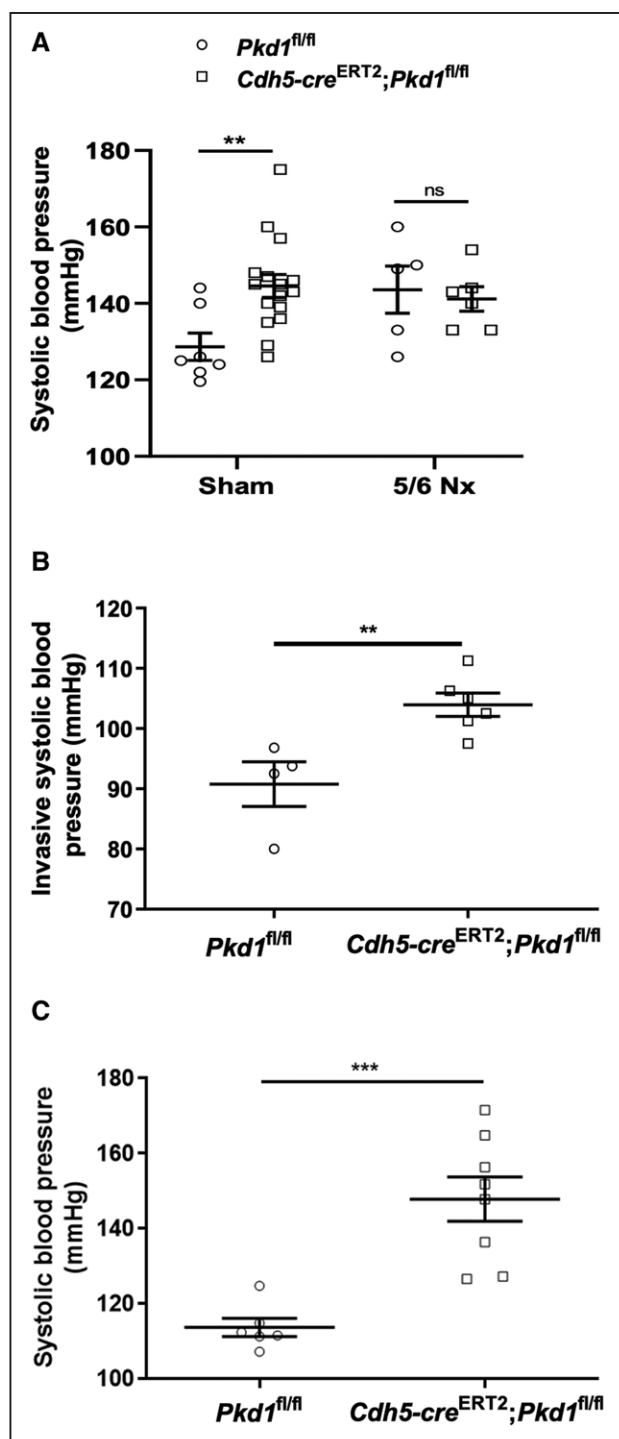 A
Pkd1fl/fl
Cdh5-creERT2;Pkd1fl/fl
Systolic blood pressure
(mmHg)
180
160
140
120
100
**
ns
Sham
5/6 Nx
B
Invasive systolic blood
pressure (mmHg)
120
110
100
90
80
70
**
Pkd1fl/fl
Cdh5-creERT2;Pkd1fl/fl
C
Systolic blood pressure
(mmHg)
180
160
140
120
100
***
Pkd1fl/fl
Cdh5-creERT2;Pkd1fl/fl